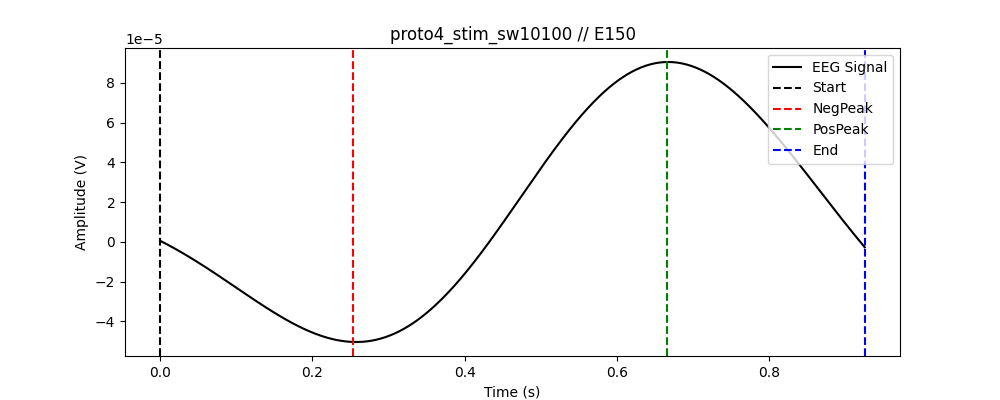 proto4_stim_sw10100 // E150
1e−5
EEG Signal
Start
NegPeak
PosPeak
End
8
6
4
2
0
−2
−4
Amplitude (V)
0.0 0.2 0.4 0.6 0.8
Time (s)